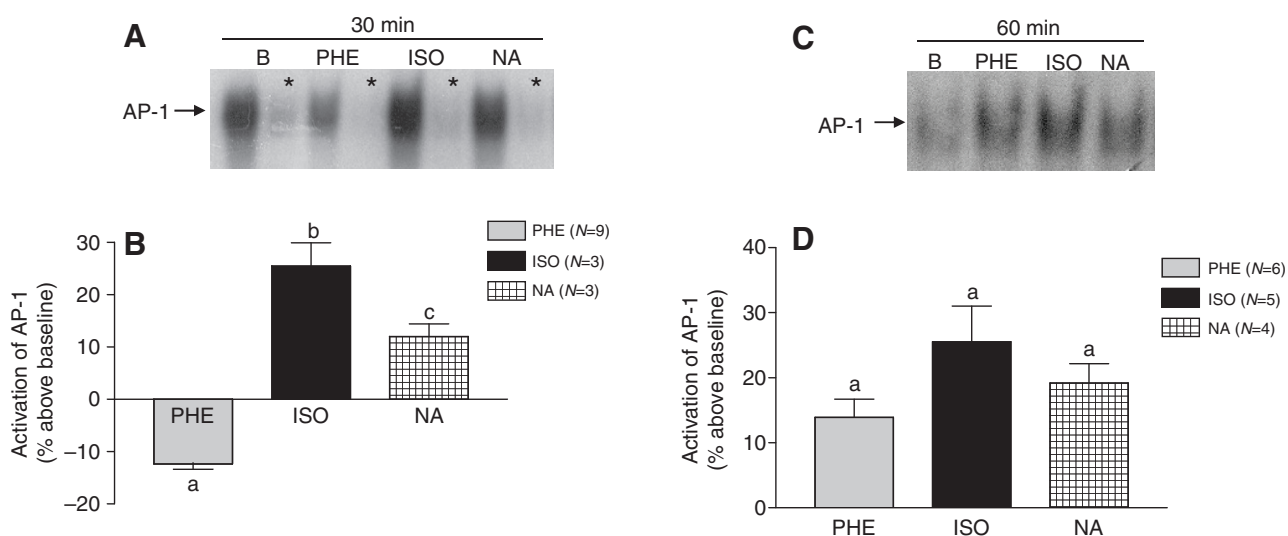 A
30 min
B PHE ISO NA
* * * *
AP-1
B
Activation of AP-1
(% above baseline)
30
20
10
0
–10
–20
b
c
a
PHE
ISO
NA
PHE (N=9)
ISO (N=3)
NA (N=3)
C
60 min
B PHE ISO NA
AP-1
D
Activation of AP-1
(% above baseline)
40
30
20
10
0
a
a
a
PHE ISO NA
PHE (N=6)
ISO (N=5)
NA (N=4)